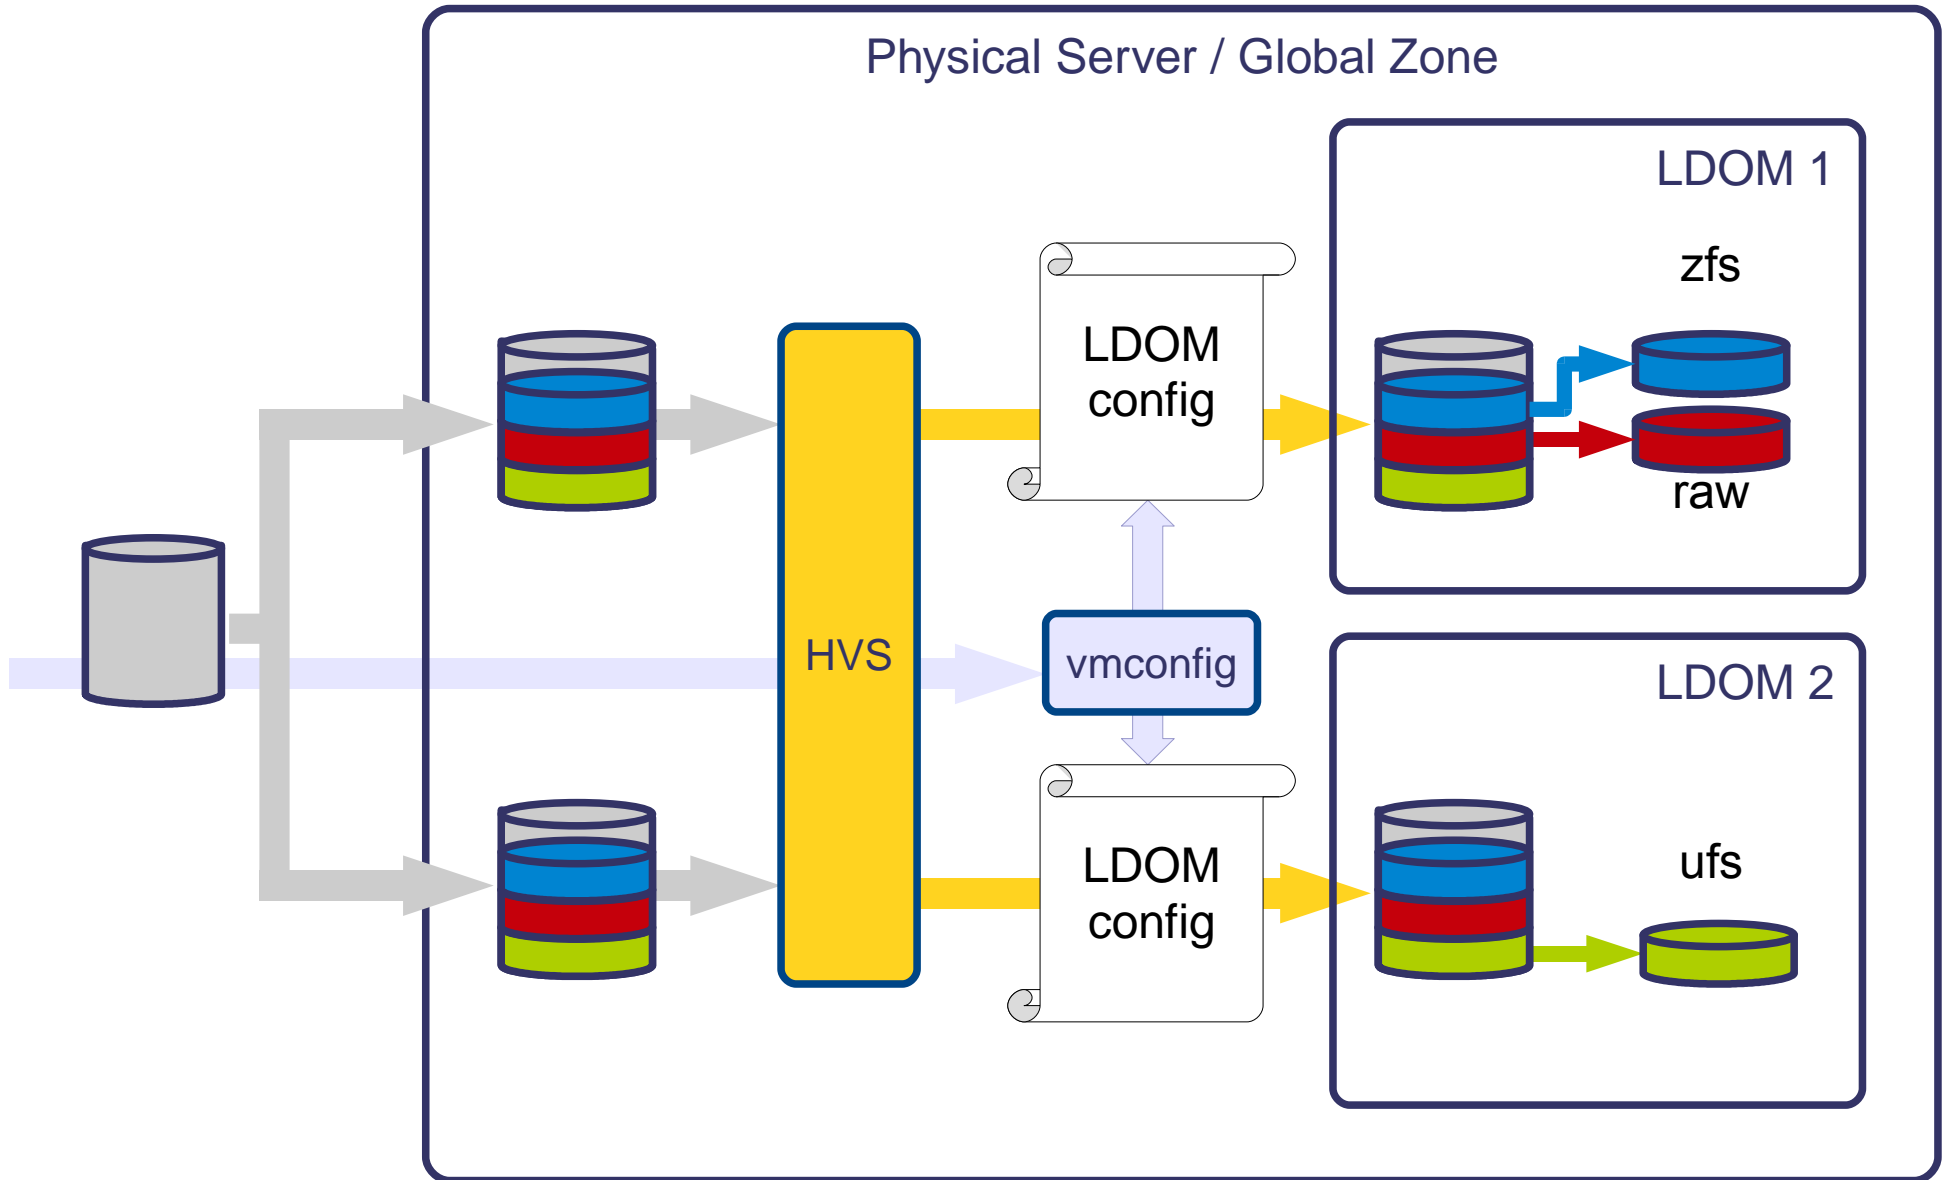 Physical Server / Global Zone
LDOM 1
zfs
LDOM
config
raw
HVS
vmconfig
LDOM 2
LDOM
config
ufs